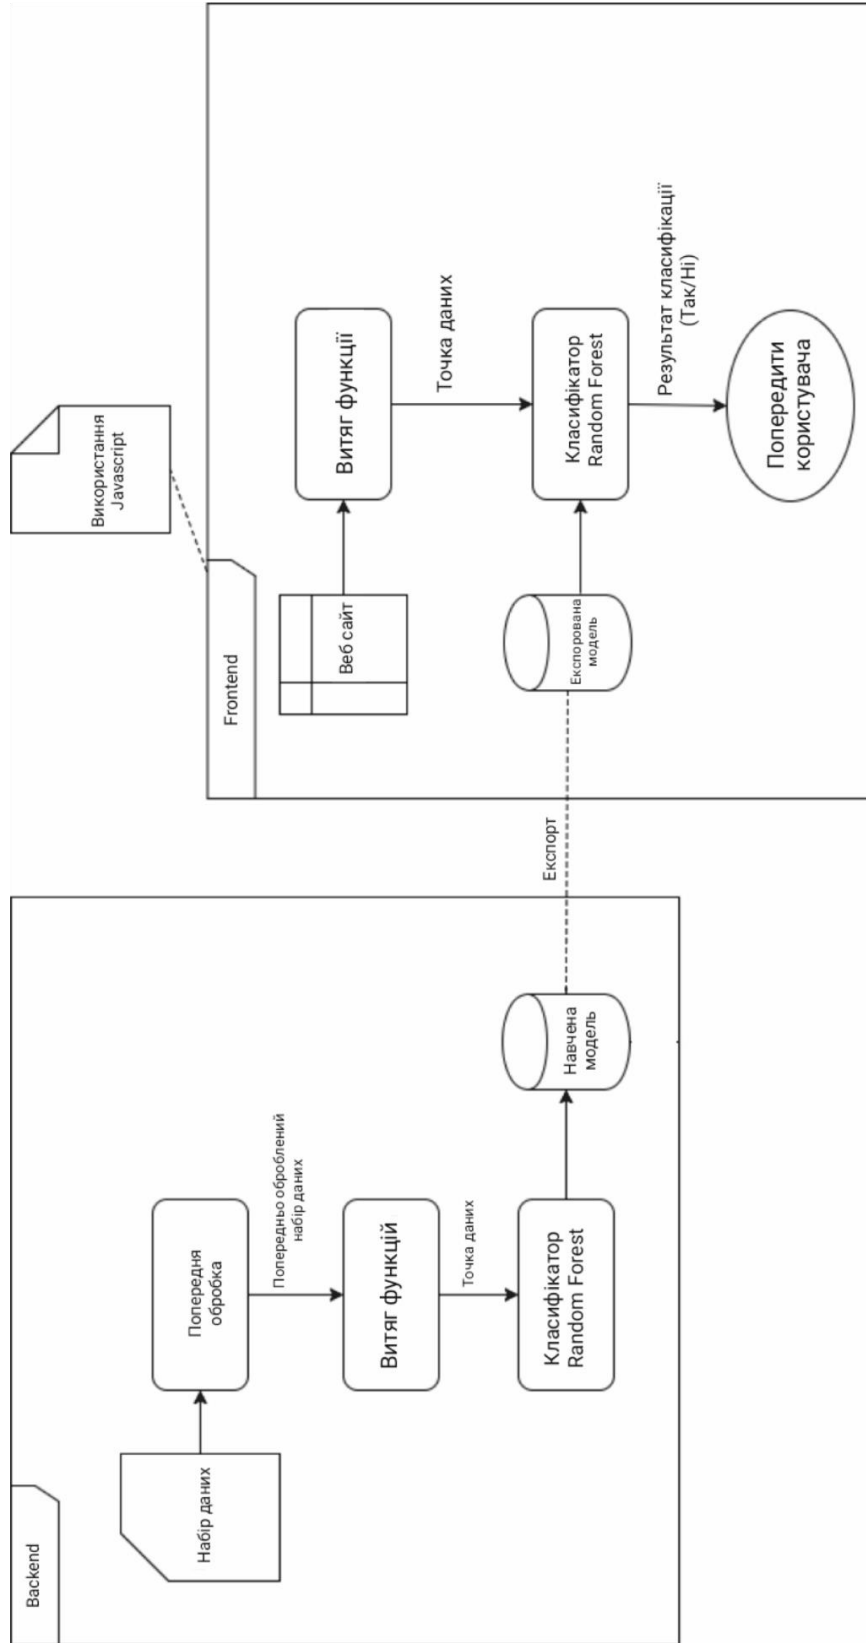 Backend
Набір даних
Попередня
обробка
Попередньо оброблений
набір даних
Витяг функцій
Точка даних
Класифікатор
Random Forest
Навчена
модель
Експорт
Використання
Javascript
Frontend
Веб сайт
Витяг функції
Точка даних
Експорована
модель
Класифікатор
Random Forest
Результат класифікації
(Так/Ні)
Попередити
користувача